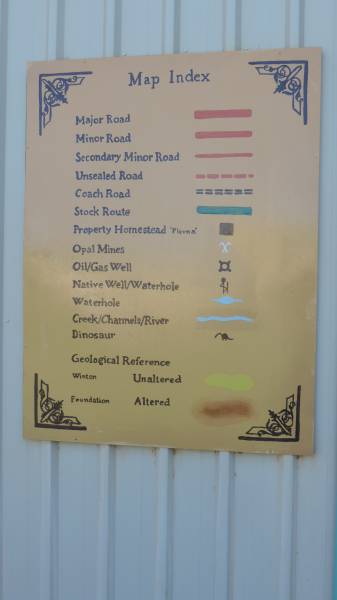 Map Index
Major Road
Minor Road
Secondary Minor Road
Unsealed Road
Coach Road
Stock Route
Property Homestead
Opal Mines
Oil/Gas Well
Native Well/Waterhole
Waterhole
Creek/Channels/River
Dinosaur
Geological Reference
Winton Unaltered
Foundation Altered